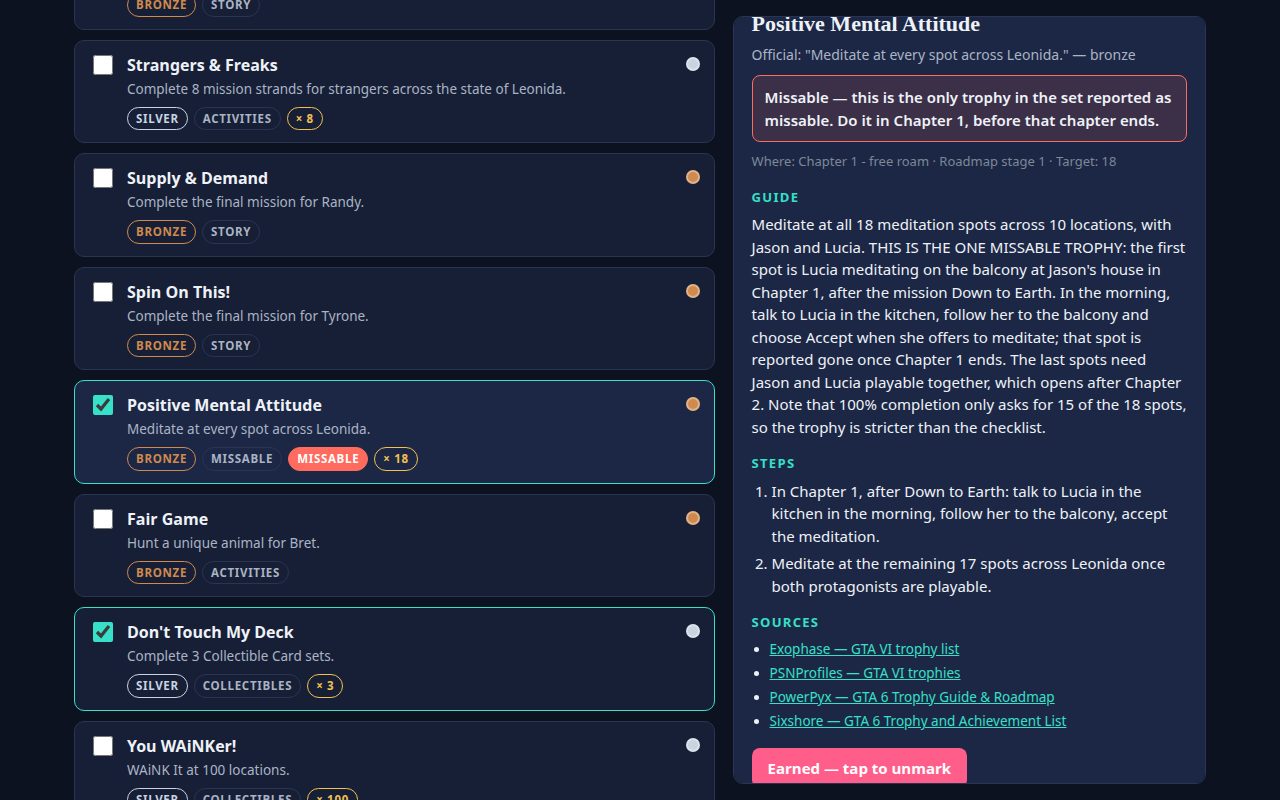 BRONZE STORY
Strangers & Freaks
Complete 8 mission strands for strangers across the state of Leonida.
SILVER ACTIVITIES × 8
Supply & Demand
Complete the final mission for Randy.
BRONZE STORY
Spin On This!
Complete the final mission for Tyrone.
BRONZE STORY
Positive Mental Attitude
Meditate at every spot across Leonida.
BRONZE MISSABLE MISSABLE × 18
Fair Game
Hunt a unique animal for Bret.
BRONZE ACTIVITIES
Don't Touch My Deck
Complete 3 Collectible Card sets.
SILVER COLLECTIBLES × 3
You WAiNKer!
WAiNK It at 100 locations.
SILVER COLLECTIBLES × 100
Positive Mental Attitude
Official: "Meditate at every spot across Leonida." — bronze
Missable — this is the only trophy in the set reported as
missable. Do it in Chapter 1, before that chapter ends.
Where: Chapter 1 - free roam · Roadmap stage 1 · Target: 18
GUIDE
Meditate at all 18 meditation spots across 10 locations, with
Jason and Lucia. THIS IS THE ONE MISSABLE TROPHY: the first
spot is Lucia meditating on the balcony at Jason's house in
Chapter 1, after the mission Down to Earth. In the morning,
talk to Lucia in the kitchen, follow her to the balcony and
choose Accept when she offers to meditate; that spot is
reported gone once Chapter 1 ends. The last spots need
Jason and Lucia playable together, which opens after Chapter
2. Note that 100% completion only asks for 15 of the 18 spots,
so the trophy is stricter than the checklist.
STEPS
1. In Chapter 1, after Down to Earth: talk to Lucia in the
kitchen in the morning, follow her to the balcony, accept
the meditation.
2. Meditate at the remaining 17 spots across Leonida once
both protagonists are playable.
SOURCES
• Exophase — GTA VI trophy list
• PSNProfiles — GTA VI trophies
• PowerPyx — GTA 6 Trophy Guide & Roadmap
• Sixshore — GTA 6 Trophy and Achievement List
Earned — tap to unmark